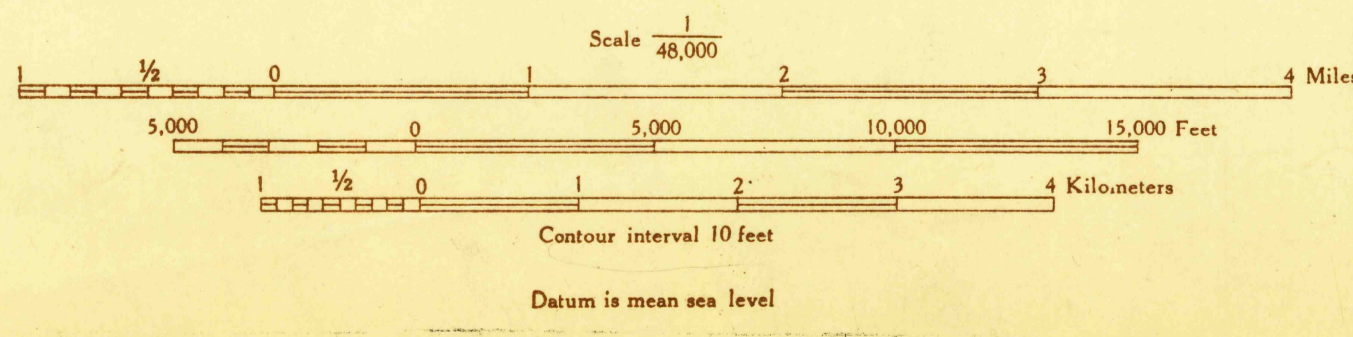 Scale 1/48,000
1 ½ 0 1 2 3 4 Miles
5,000 0 5,000 10,000 15,000 Feet
1 ½ 0 1 2 3 4 Kilometers
Contour interval 10 feet
Datum is mean sea level